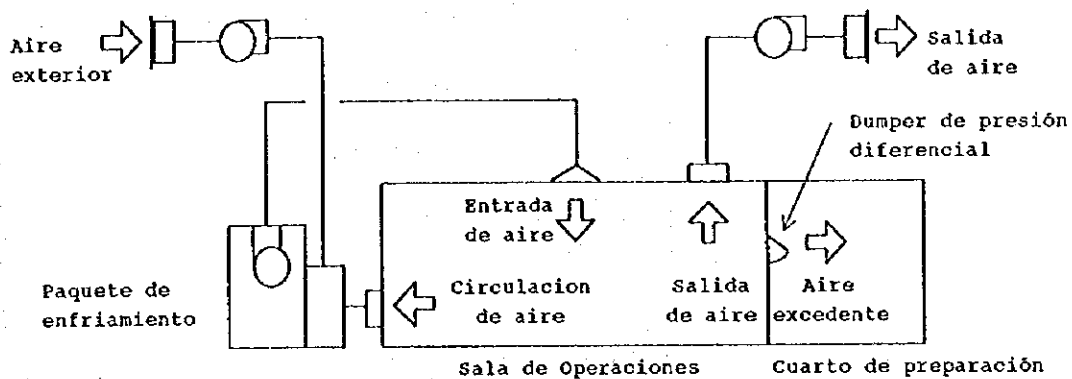 Aire
exterior
Salida
de aire
Dumper de presión
diferencial
Entrada
de aire
Paquete de
enfriamiento
Circulacion
de aire
Salida
de aire
Aire
excedente
Sala de Operaciones
Cuarto de preparación